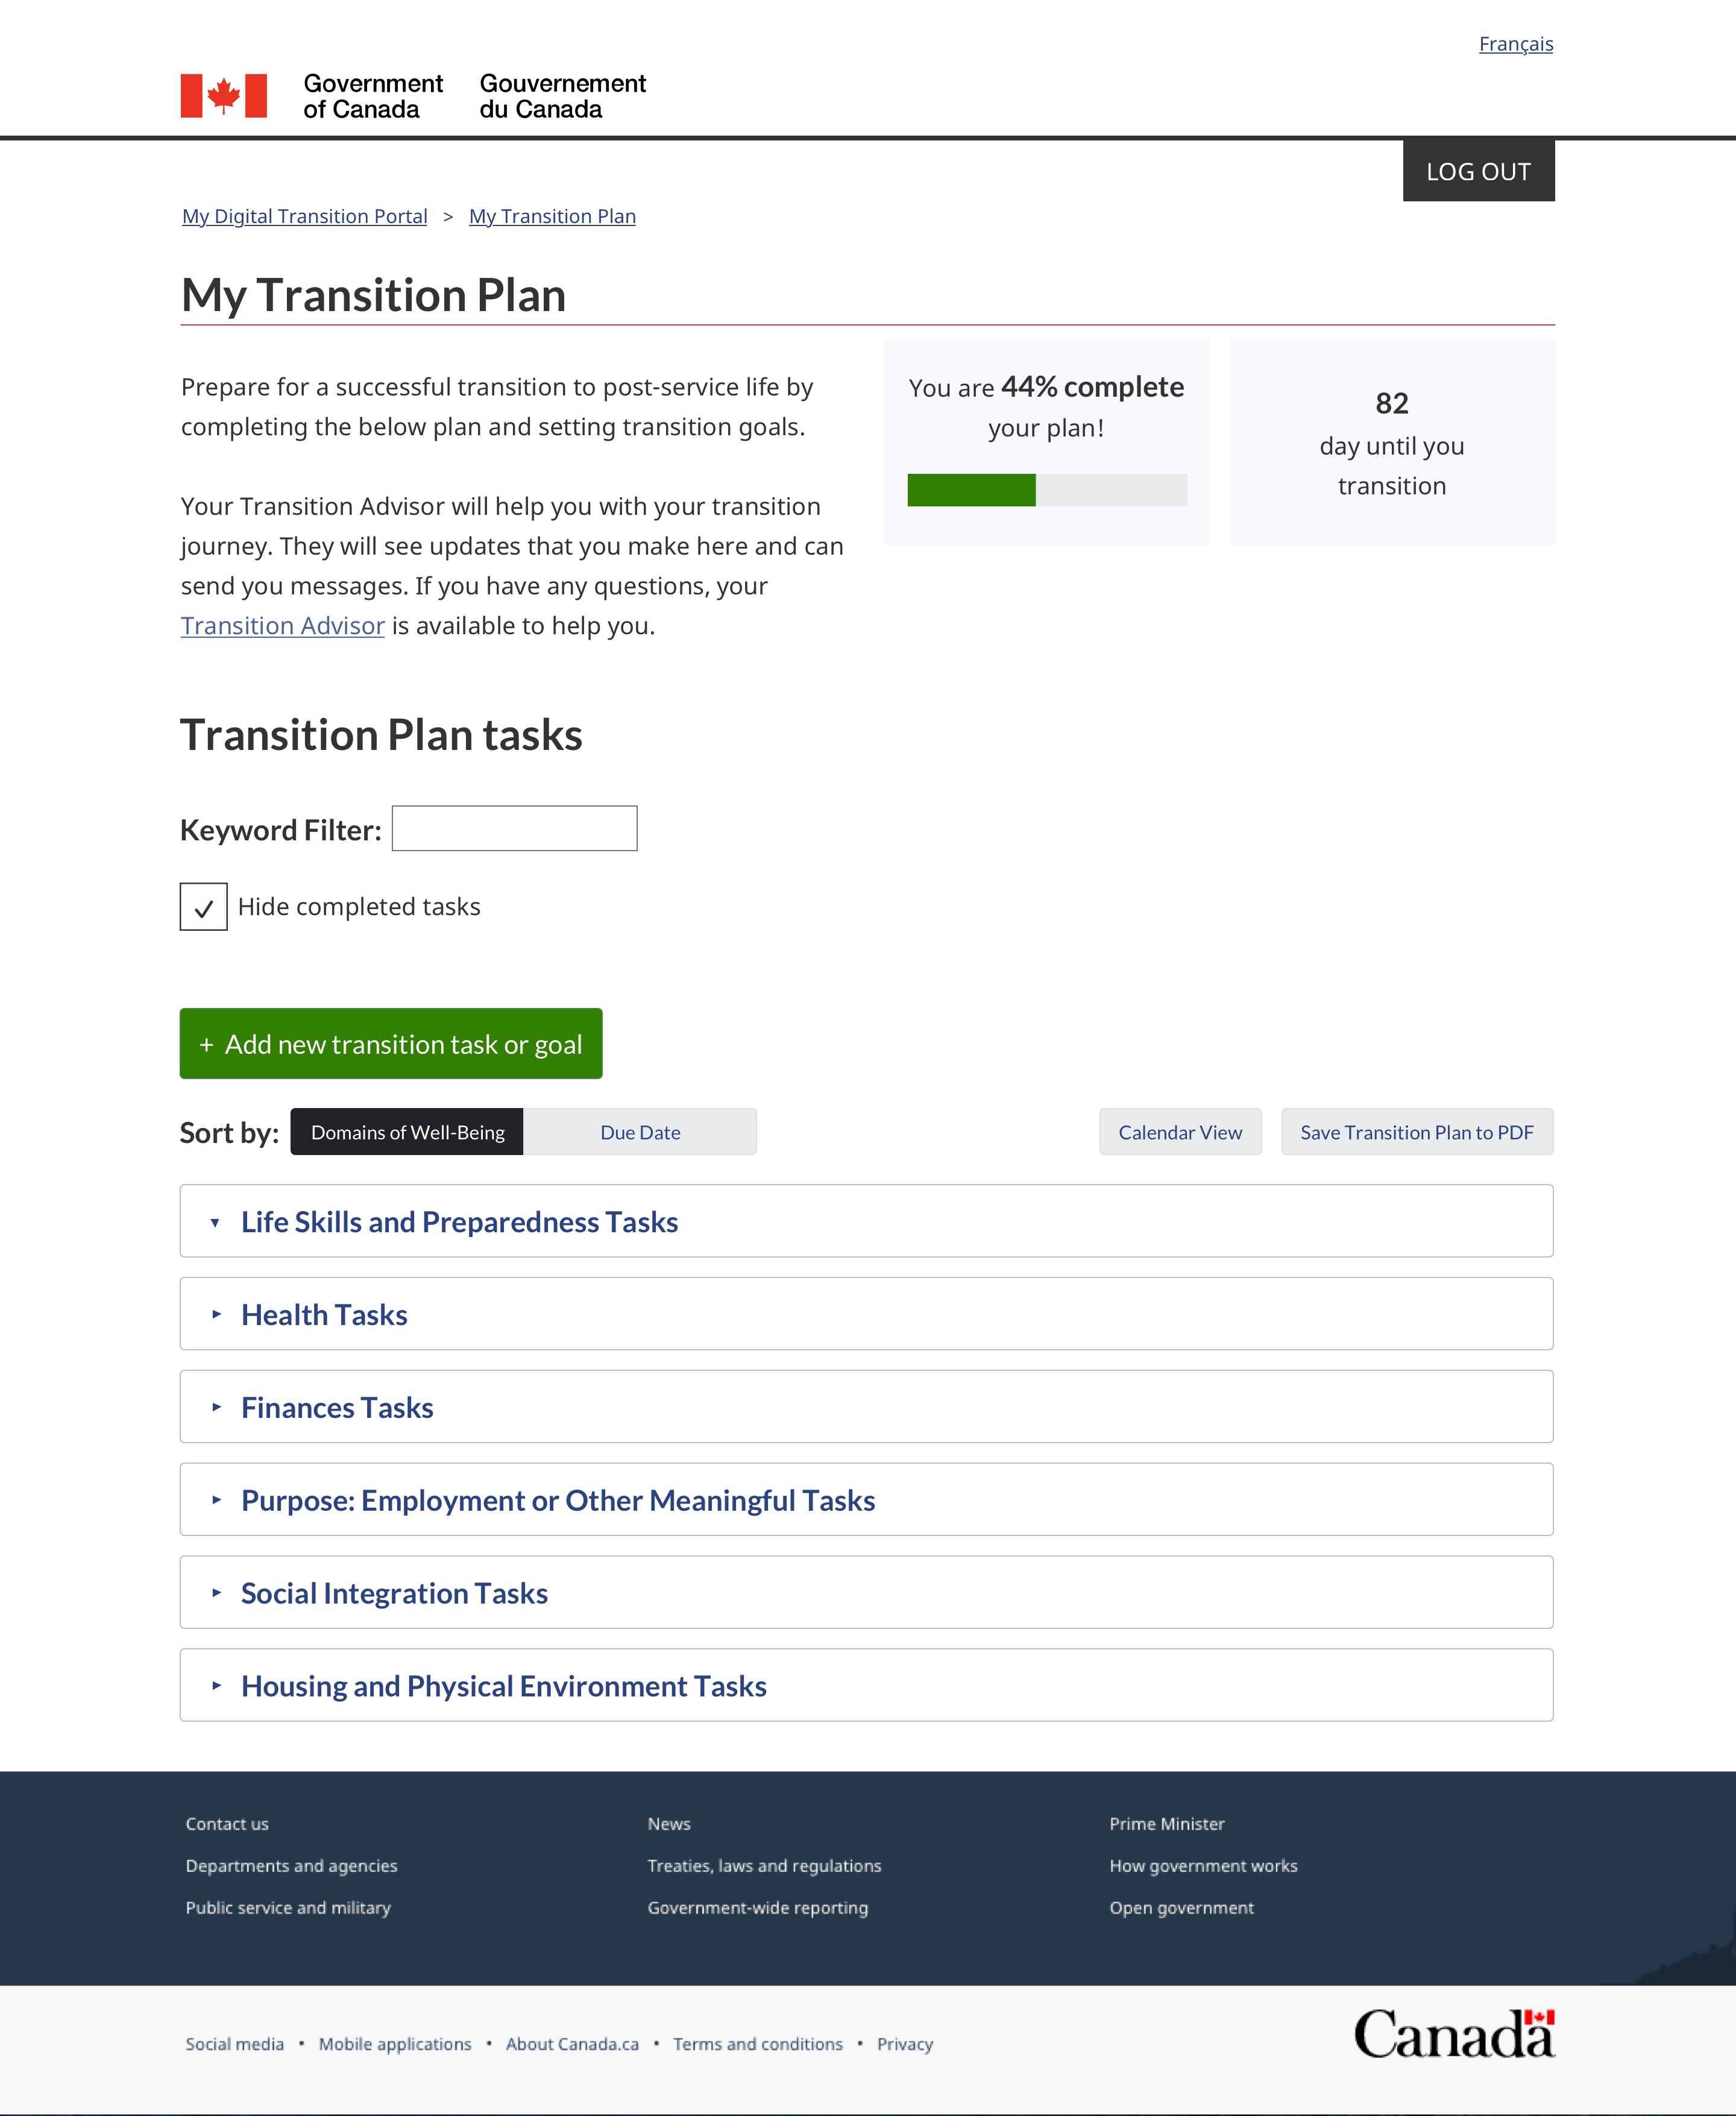 Français
Government
of Canada
Gouvernement
du Canada
LOG OUT
My Digital Transition Portal > My Transition Plan
My Transition Plan
Prepare for a successful transition to post-service life by
completing the below plan and setting transition goals.
Your Transition Advisor will help you with your transition
journey. They will see updates that you make here and can
send you messages. If you have any questions, your
Transition Advisor is available to help you.
You are 44% complete
your plan!
82
day until you
transition
Transition Plan tasks
Keyword Filter:
Hide completed tasks
+ Add new transition task or goal
Sort by: Domains of Well-Being Due Date Calendar View Save Transition Plan to PDF
Life Skills and Preparedness Tasks
Health Tasks
Finances Tasks
Purpose: Employment or Other Meaningful Tasks
Social Integration Tasks
Housing and Physical Environment Tasks
Contact us
Departments and agencies
Public service and military
News
Treaties, laws and regulations
Government-wide reporting
Prime Minister
How government works
Open government
Social media • Mobile applications • About Canada.ca • Terms and conditions • Privacy
Canada